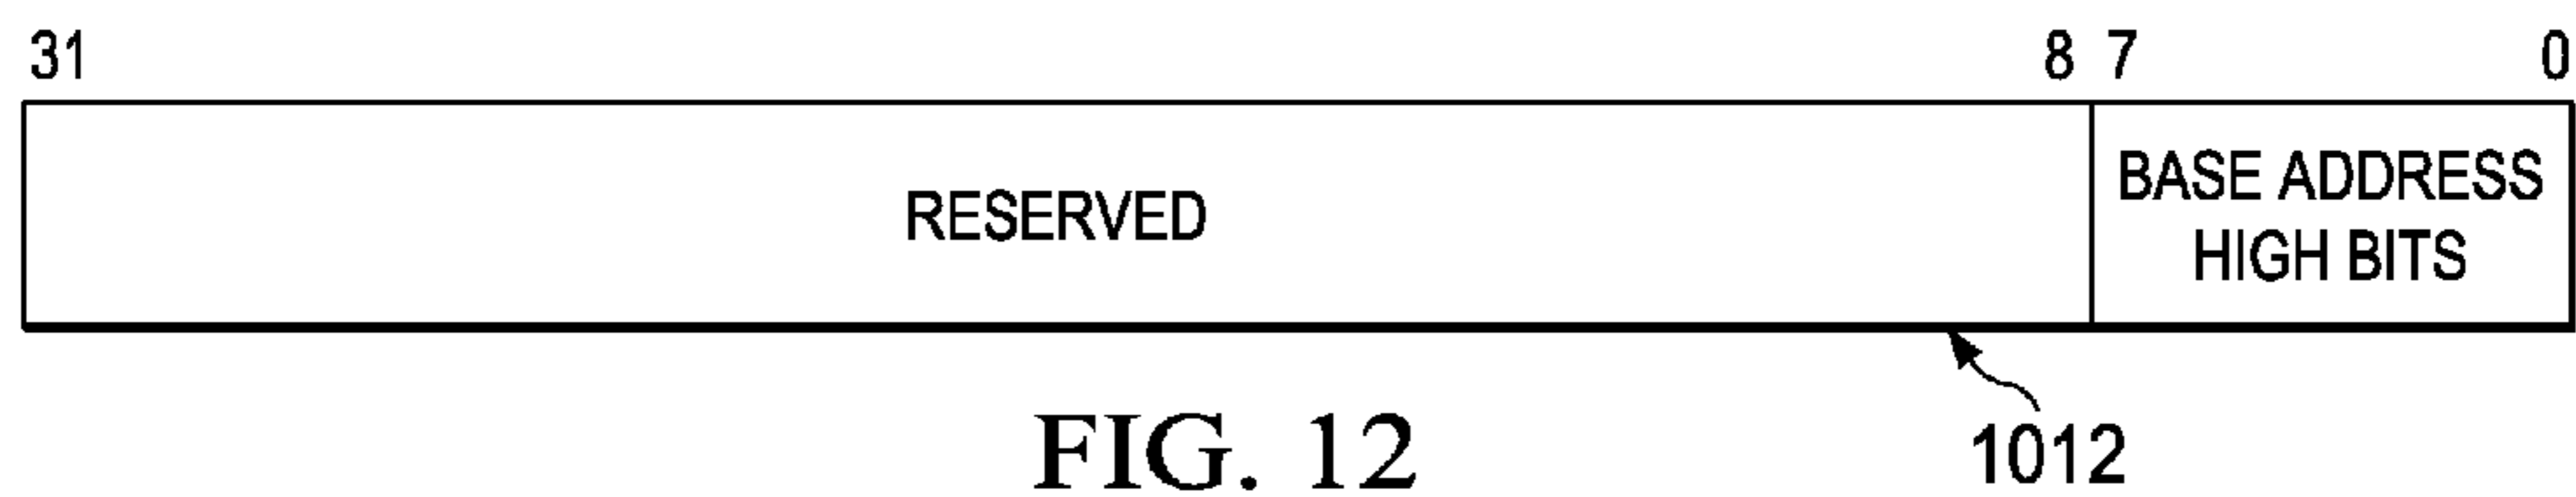 31 8 7 0
RESERVED
BASE ADDRESS
HIGH BITS
1012
FIG. 12